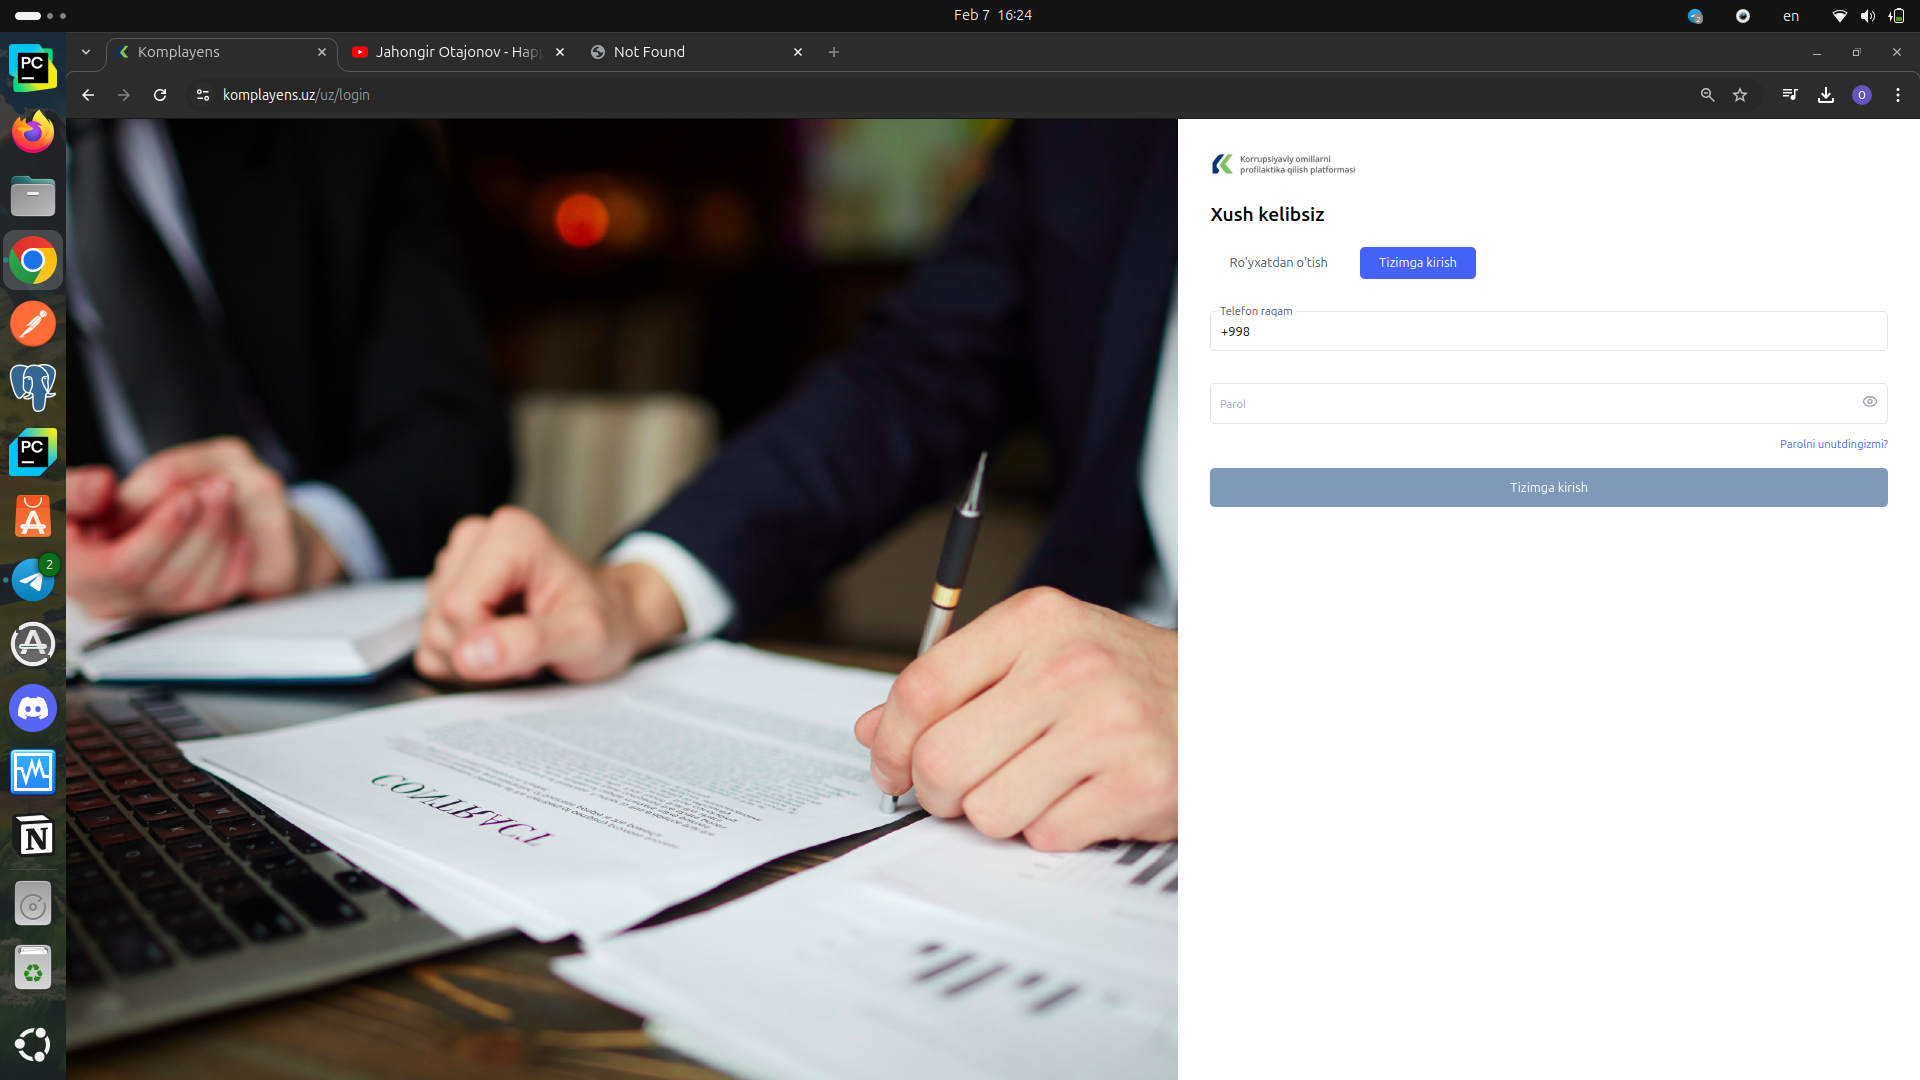 Feb 7 16:24
en
Komplayens
Jahongir Otajonov - Hap
Not Found
komplayens.uz/uz/login
O
PC
PC
2
N
Korrupsiyaviy omillarni
profilaktika qilish platformasi
Xush kelibsiz
Ro'yxatdan o'tish
Tizimga kirish
Telefon raqam
+998
Parol
Parolni unutdingizmi?
Tizimga kirish
CONTRACT